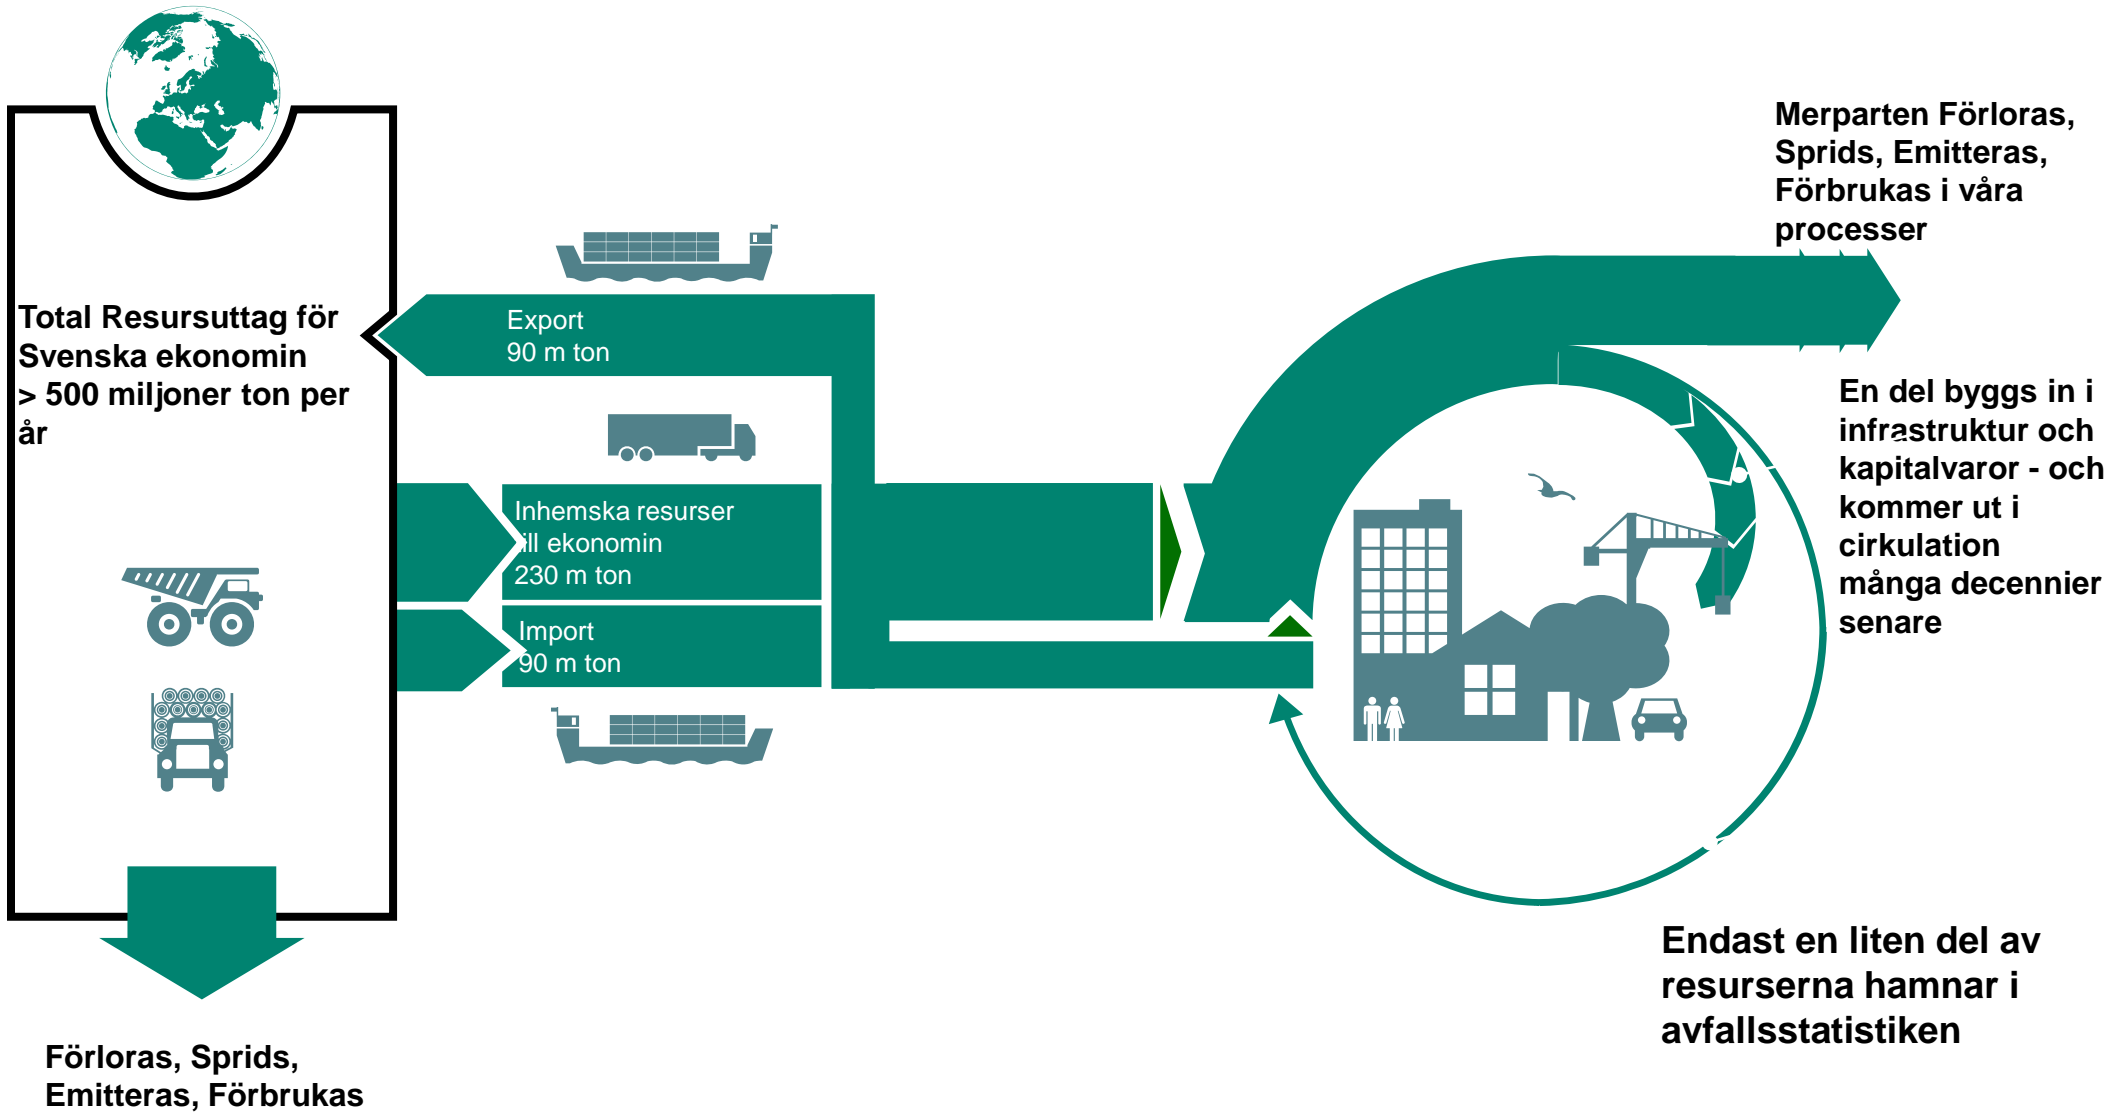 Total Resursuttag för
Svenska ekonomin
> 500 miljoner ton per
år
Export
90 m ton
Inhemska resurser
till ekonomin
230 m ton
Import
90 m ton
Förloras, Sprids,
Emitteras, Förbrukas
Merparten Förloras,
Sprids, Emitteras,
Förbrukas i våra
processer
En del byggs in i
infrastruktur och
kapitalvaror - och
kommer ut i
cirkulation
många decennier
senare
Endast en liten del av
resurserna hamnar i
avfallsstatistiken